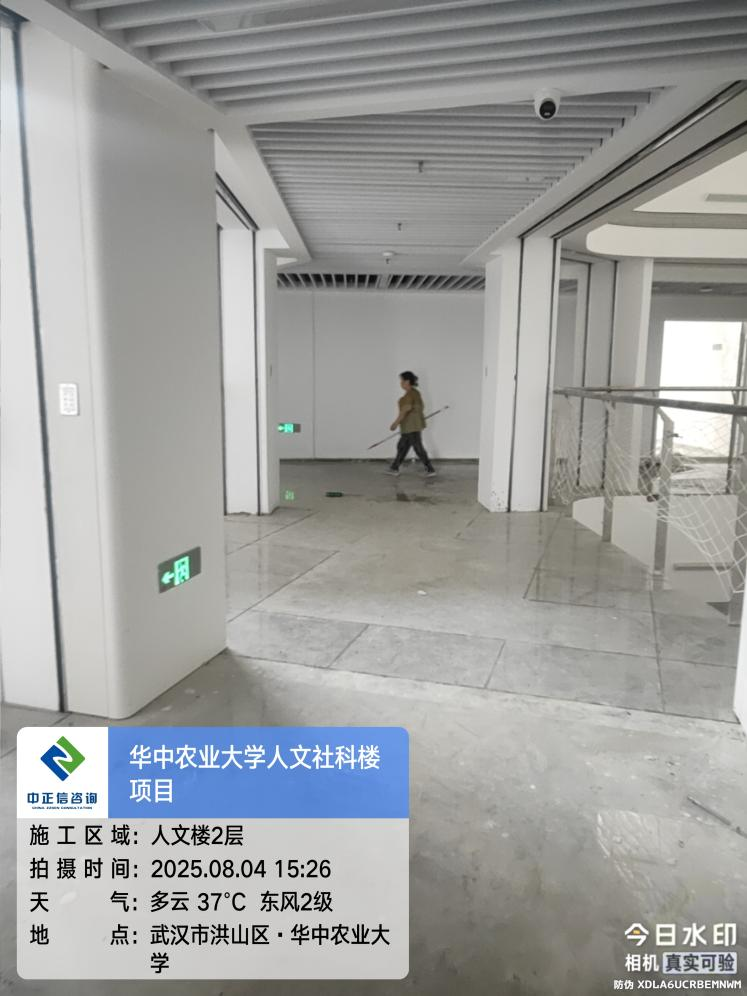 华中农业大学人文社科楼
项目
中正信咨询
施工区域：人文楼2层
拍摄时间：2025.08.04 15:26
天气：多云 37°C 东风2级
地点：武汉市洪山区·华中农业大
学
今日水印
相机 真实可验
防伪 XDLA6UCRBEMNWM